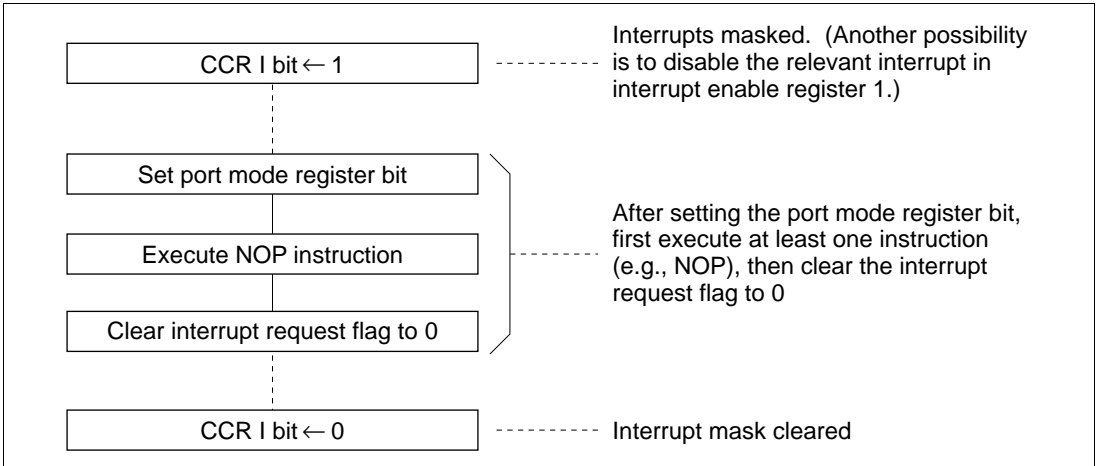 CCR I bit ← 1
Interrupts masked.  (Another possibility
is to disable the relevant interrupt in
interrupt enable register 1.)
Set port mode register bit
Execute NOP instruction
Clear interrupt request flag to 0
After setting the port mode register bit,
first execute at least one instruction
(e.g., NOP), then clear the interrupt
request flag to 0
CCR I bit ← 0
Interrupt mask cleared